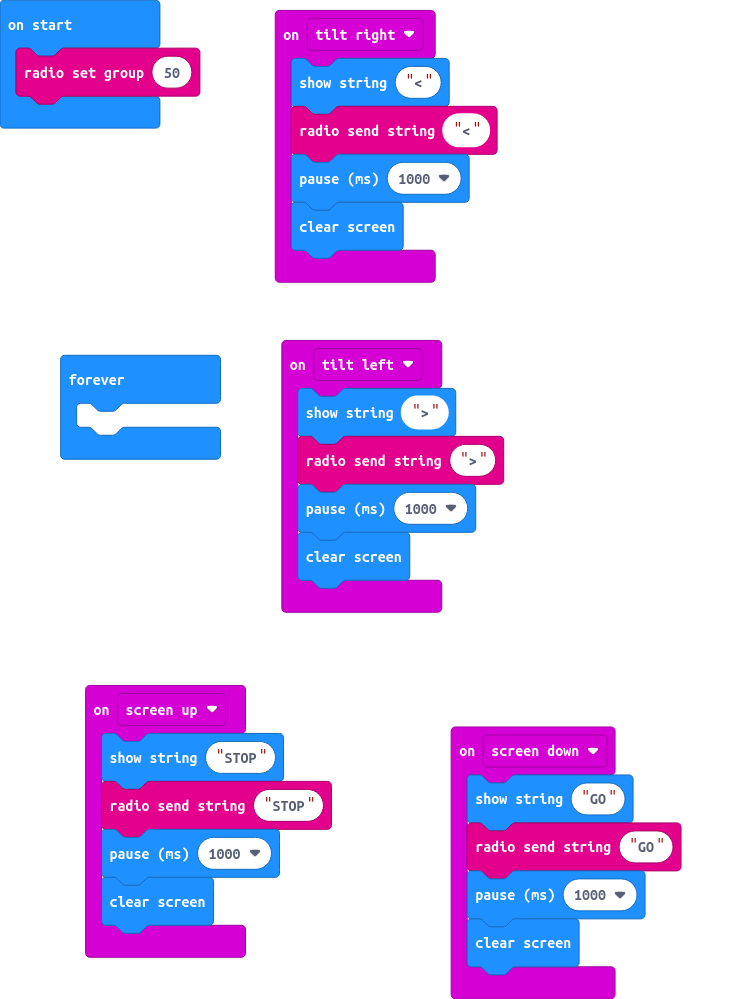 on start
radio set group 50
on tilt right
show string "<"
radio send string "<"
pause (ms) 1000
clear screen
forever
on tilt left
show string ">"
radio send string ">"
pause (ms) 1000
clear screen
on screen up
show string "STOP"
radio send string "STOP"
pause (ms) 1000
clear screen
on screen down
show string "GO"
radio send string "GO"
pause (ms) 1000
clear screen